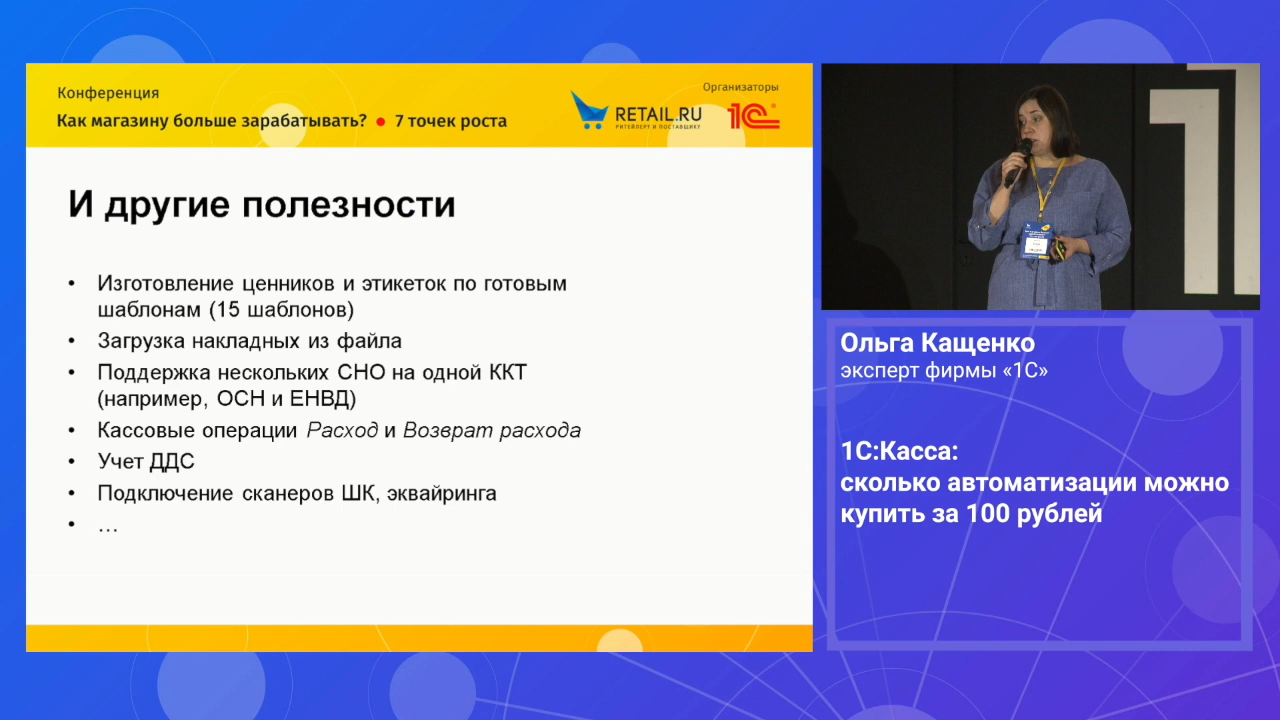 Конференция
Как магазину больше зарабатывать? • 7 точек роста
Организаторы
RETAIL.RU
РИТЕЙЛЕРУ И ПОСТАВЩИКУ
1С
И другие полезности
• Изготовление ценников и этикеток по готовым
шаблонам (15 шаблонов)
• Загрузка накладных из файла
• Поддержка нескольких СНО на одной ККТ
(например, ОСН и ЕНВД)
• Кассовые операции Расход и Возврат расхода
• Учет ДДС
• Подключение сканеров ШК, эквайринга
• …
Ольга Кащенко
эксперт фирмы «1С»
1С:Касса:
сколько автоматизации можно
купить за 100 рублей